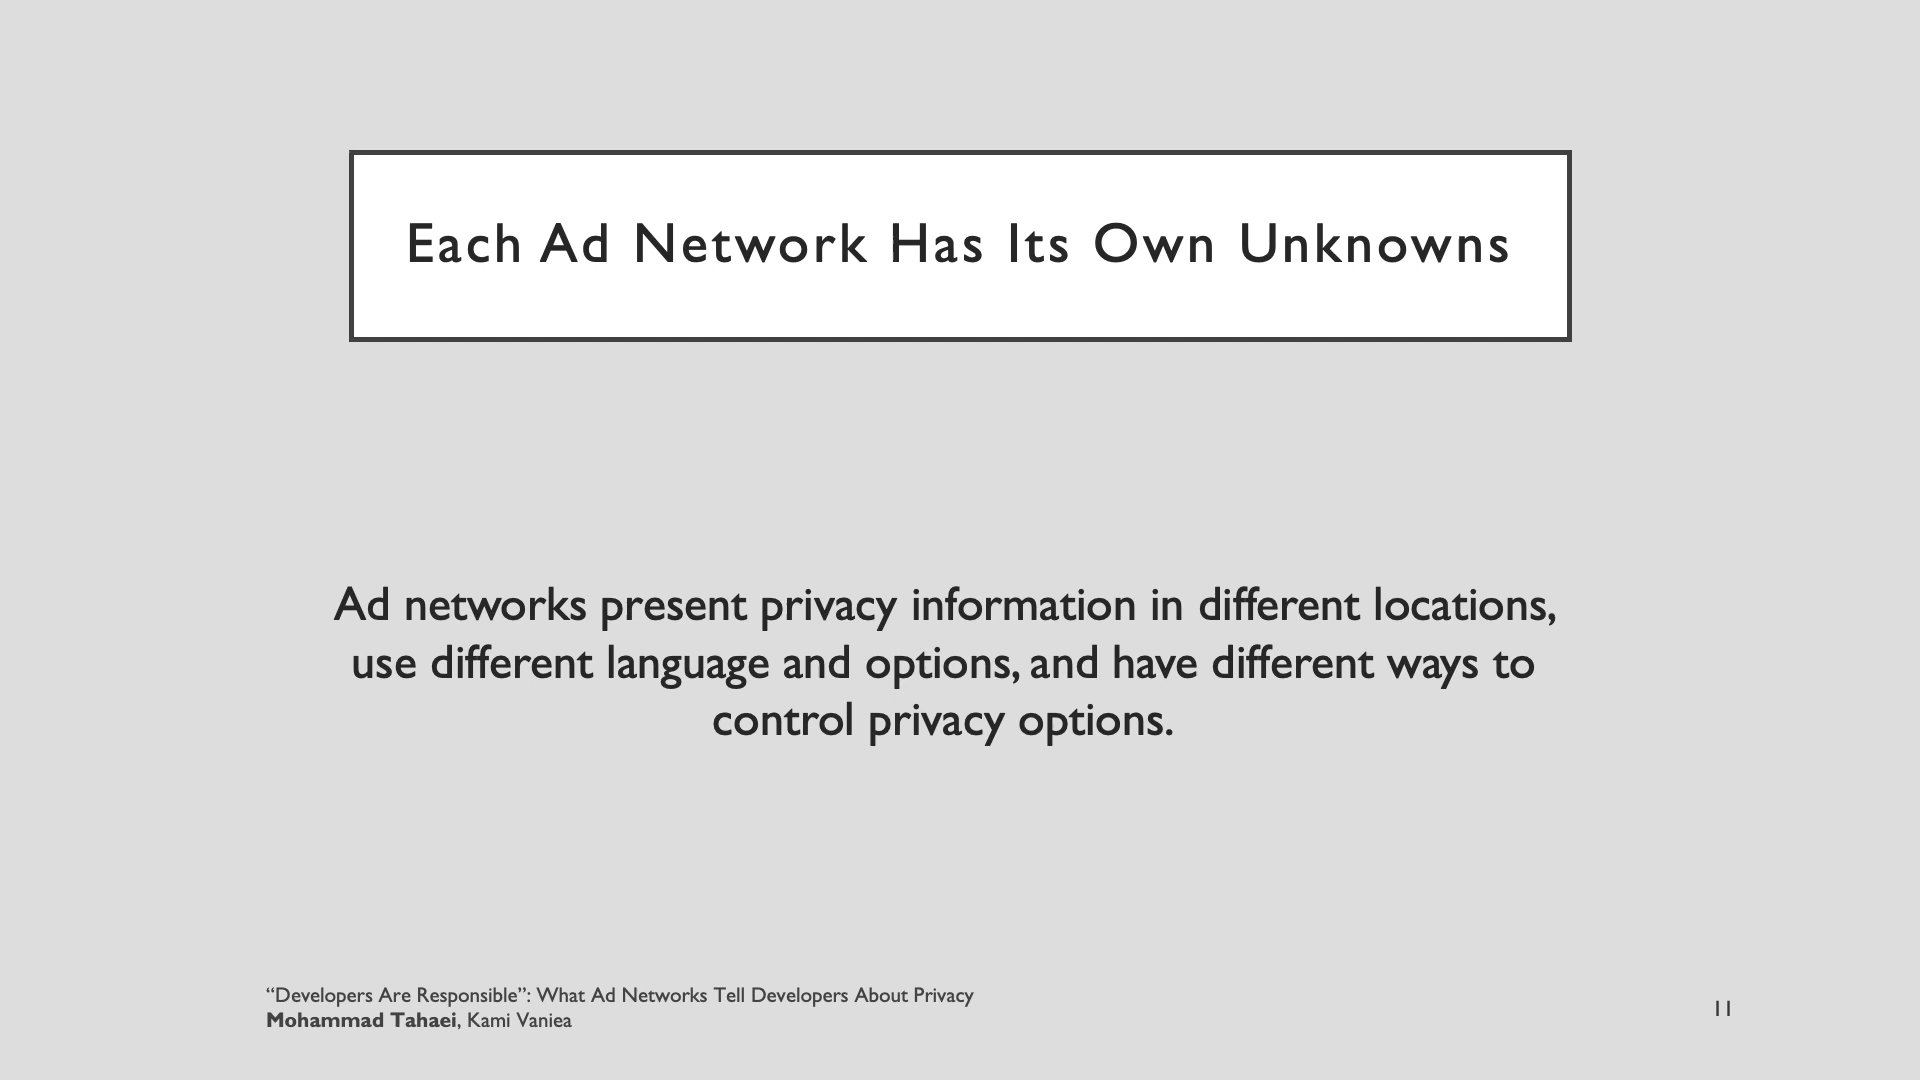 Each Ad Network Has Its Own Unknowns
Ad networks present privacy information in different locations,
use different language and options, and have different ways to
control privacy options.
“Developers Are Responsible”: What Ad Networks Tell Developers About Privacy
Mohammad Tahaei, Kami Vaniea
11